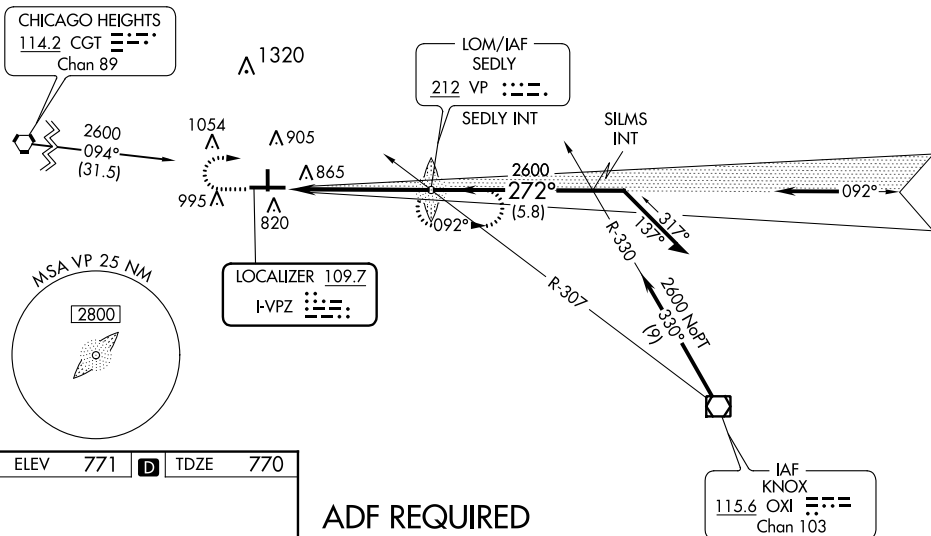 CHICAGO HEIGHTS
114.2 CGT
Chan 89
1320
LOM/IAF
SEDLY
212 VP
SEDLY INT
SILMS
INT
2600
094°
(31.5)
1054
905
865
995
820
2600
272°
(5.8)
092°
092°
317°
137°
R-330
R-307
2600 NoPT
330°
(9)
LOCALIZER 109.7
I-VPZ
MSA VP 25 NM
2800
IAF
KNOX
115.6 OXI
Chan 103
ELEV 771 D TDZE 770
ADF REQUIRED